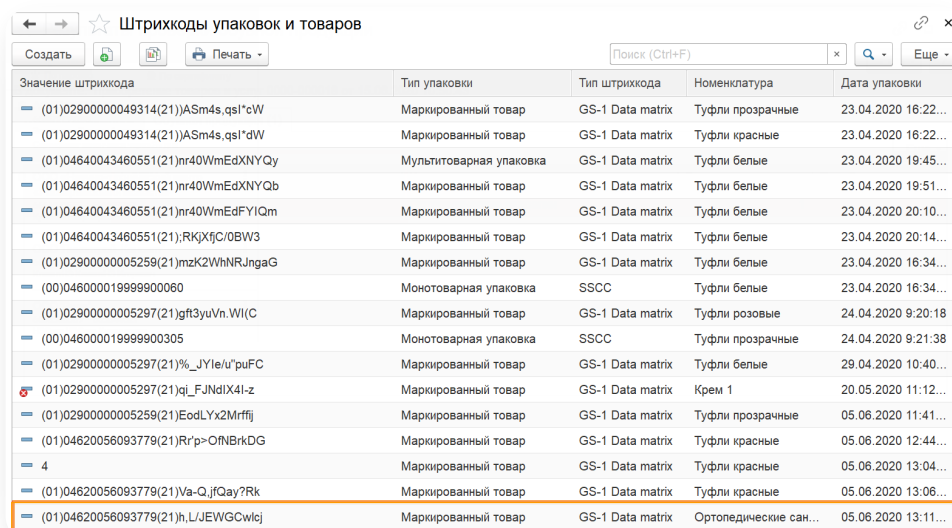 Штрихкоды упаковок и товаров
Создать Печать Поиск (Ctrl+F) × Еще
Значение штрихкода Тип упаковки Тип штрихкода Номенклатура Дата упаковки
(01)02900000049314(21))ASm4s,qsI*cW Маркированный товар GS-1 Data matrix Туфли прозрачные 23.04.2020 16:22...
(01)02900000049314(21))ASm4s,qsI*dW Маркированный товар GS-1 Data matrix Туфли красные 23.04.2020 16:22...
(01)04640043460551(21)nr40WmEdXNYQy Мультитоварная упаковка GS-1 Data matrix Туфли белые 23.04.2020 19:45...
(01)04640043460551(21)nr40WmEdXNYQb Маркированный товар GS-1 Data matrix Туфли белые 23.04.2020 19:51...
(01)04640043460551(21)nr40WmEdFYIQm Маркированный товар GS-1 Data matrix Туфли белые 23.04.2020 20:10...
(01)04640043460551(21);RKjXfjC/0BW3 Маркированный товар GS-1 Data matrix Туфли белые 23.04.2020 20:14...
(01)02900000005259(21)mzK2WhNRJngaG Маркированный товар GS-1 Data matrix Туфли белые 23.04.2020 16:34...
(00)046000019999900060 Монотоварная упаковка SSCC Туфли белые 23.04.2020 16:34...
(01)02900000005297(21)gft3yuVn.WI(C Маркированный товар GS-1 Data matrix Туфли розовые 24.04.2020 9:20:18
(00)046000019999900305 Монотоварная упаковка SSCC Туфли прозрачные 24.04.2020 9:21:38
(01)02900000005297(21)%_JYIe/u"puFC Маркированный товар GS-1 Data matrix Туфли белые 29.04.2020 10:40...
(01)02900000005297(21)qi_FJNdIX4I-z Маркированный товар GS-1 Data matrix Крем 1 20.05.2020 11:12...
(01)02900000005259(21)EodLYx2Mrffij Маркированный товар GS-1 Data matrix Туфли прозрачные 05.06.2020 11:41...
(01)04620056093779(21)Rr'p>OfNBrkDG Маркированный товар GS-1 Data matrix Туфли красные 05.06.2020 12:44...
4 Маркированный товар GS-1 Data matrix Туфли красные 05.06.2020 13:04...
(01)04620056093779(21)Va-Q,jfQay?Rk Маркированный товар GS-1 Data matrix Туфли красные 05.06.2020 13:06...
(01)04620056093779(21)h,L/JEWGCwlcj Маркированный товар GS-1 Data matrix Ортопедические сан... 05.06.2020 13:11...